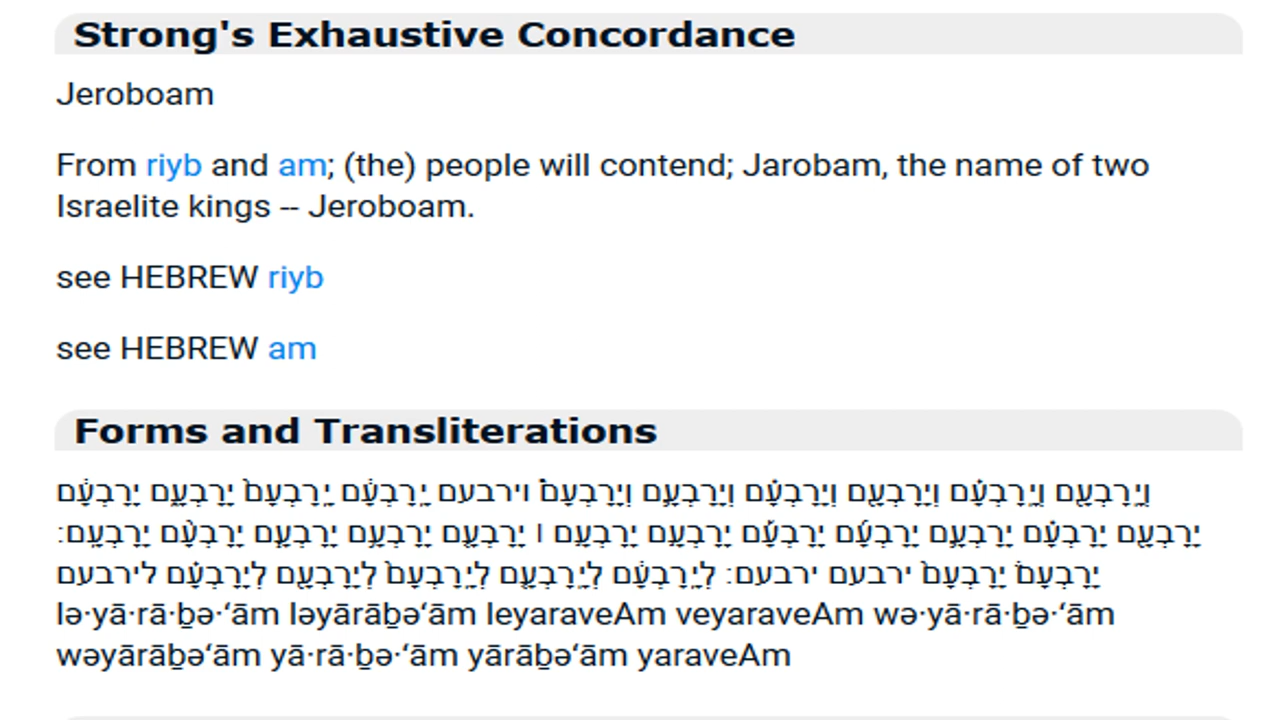 Strong's Exhaustive Concordance
Jeroboam
From riyb and am; (the) people will contend; Jarobam, the name of two
Israelite kings -- Jeroboam.
see HEBREW riyb
see HEBREW am
Forms and Transliterations
וְיָֽרָבְעָ֖ם וְיָֽרָבְעָ֗ם וְיָרָבְעָ֖ם וְיָרָבְעָ֗ם וְיָרָבְעָ֣ם וְיָרָבְעָם֙ וירבעם יָֽרָבְעָ֔ם יָֽרָבְעָם֙ יָרָבְעָ֑ם יָרָבְעָ֔ם
יָרָבְעָ֖ם יָרָבְעָ֗ם יָרָבְעָ֛ם יָרָבְעָ֜ם יָרָבְעָ֞ם יָרָבְעָ֣ם יָרָבְעָ֥ם ׀ יָרָבְעָ֧ם יָרָבְעָ֥ם יָרָבְעָ֤ם יָרָבְעָ֨ם יָרָבְעָֽם׃
יָרָבְעָם֒ יָרָבְעָם֙ ירבעם ירבעם׃ לְיָֽרָבְעָ֔ם לְיָֽרָבְעָ֖ם לְיָֽרָבְעָם֙ לְיָרָבְעָ֖ם לְיָרָבְעָ֗ם לירבעם
lə·yā·rā·ḇə·‘ām ləyārāḇə‘ām leyaraveAm veyaraveAm wə·yā·rā·ḇə·‘ām
wəyārāḇə‘ām yā·rā·ḇə·‘ām yārāḇə‘ām yaraveAm